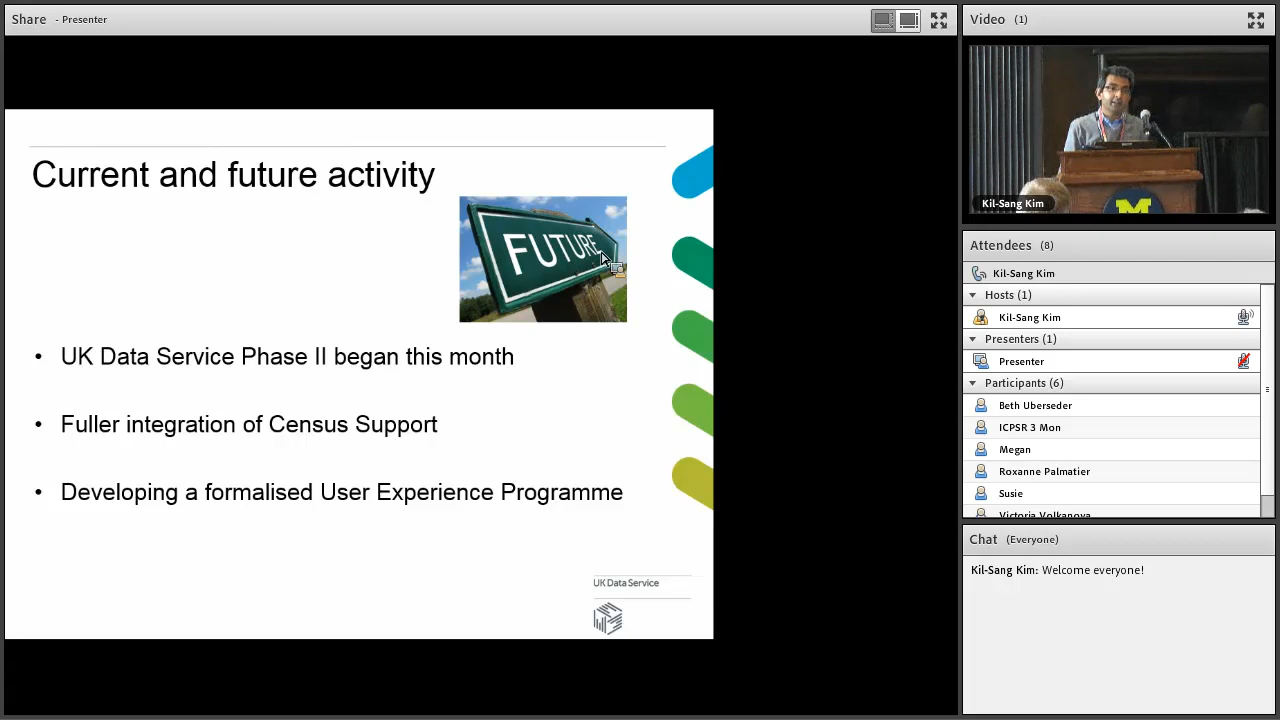 Share - Presenter
Current and future activity
FUTURE
• UK Data Service Phase II began this month
• Fuller integration of Census Support
• Developing a formalised User Experience Programme
UK Data Service
Video (1)
M
Kil-Sang Kim
Attendees (8)
Kil-Sang Kim
Hosts (1)
Kil-Sang Kim
Presenters (1)
Presenter
Participants (6)
Beth Uberseder
ICPSR 3 Mon
Megan
Roxanne Palmatier
Susie
Victoria Volkanova
Chat (Everyone)
Kil-Sang Kim: Welcome everyone!